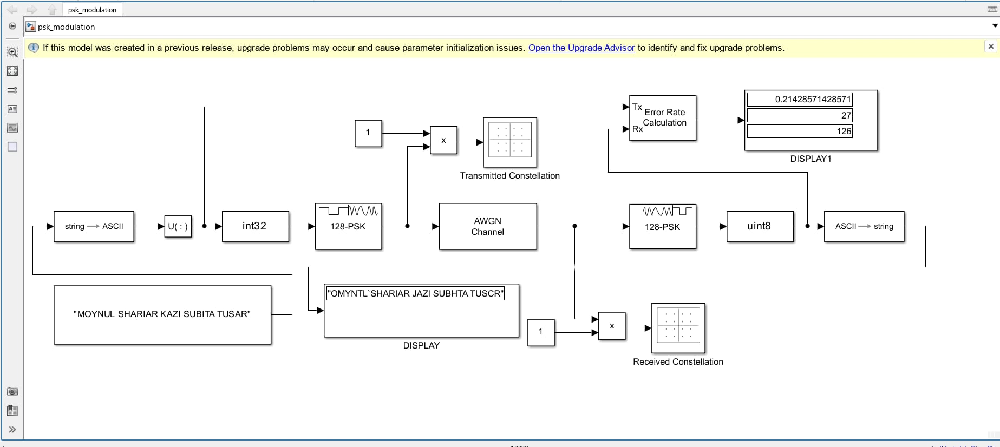 psk_modulation
psk_modulation
If this model was created in a previous release, upgrade problems may occur and cause parameter initialization issues. Open the Upgrade Advisor to identify and fix upgrade problems.
Tx
Error Rate
Calculation
Rx
0.21428571428571
27
126
DISPLAY1
1
x
Transmitted Constellation
string → ASCII
U( : )
int32
128-PSK
AWGN
Channel
128-PSK
uint8
ASCII → string
"MOYNUL SHARIAR KAZI SUBITA TUSAR"
"OMYNTL`SHARIAR JAZI SUBHTA TUSCR"
DISPLAY
1
x
Received Constellation